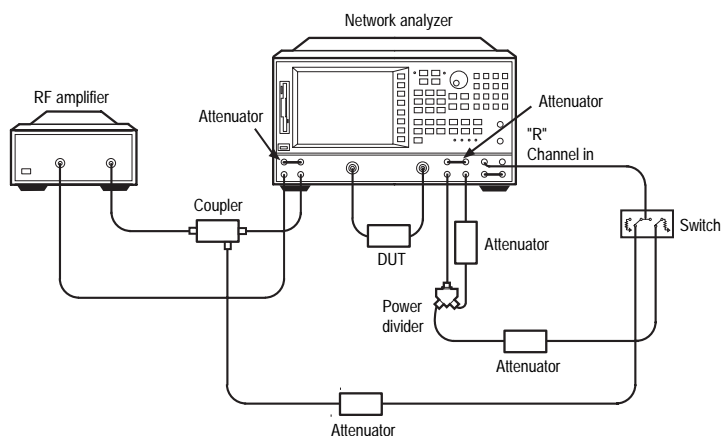 Network analyzer
RF amplifier
Attenuator
Attenuator
"R"
Channel in
Coupler
Switch
DUT
Attenuator
Power
divider
Attenuator
Attenuator